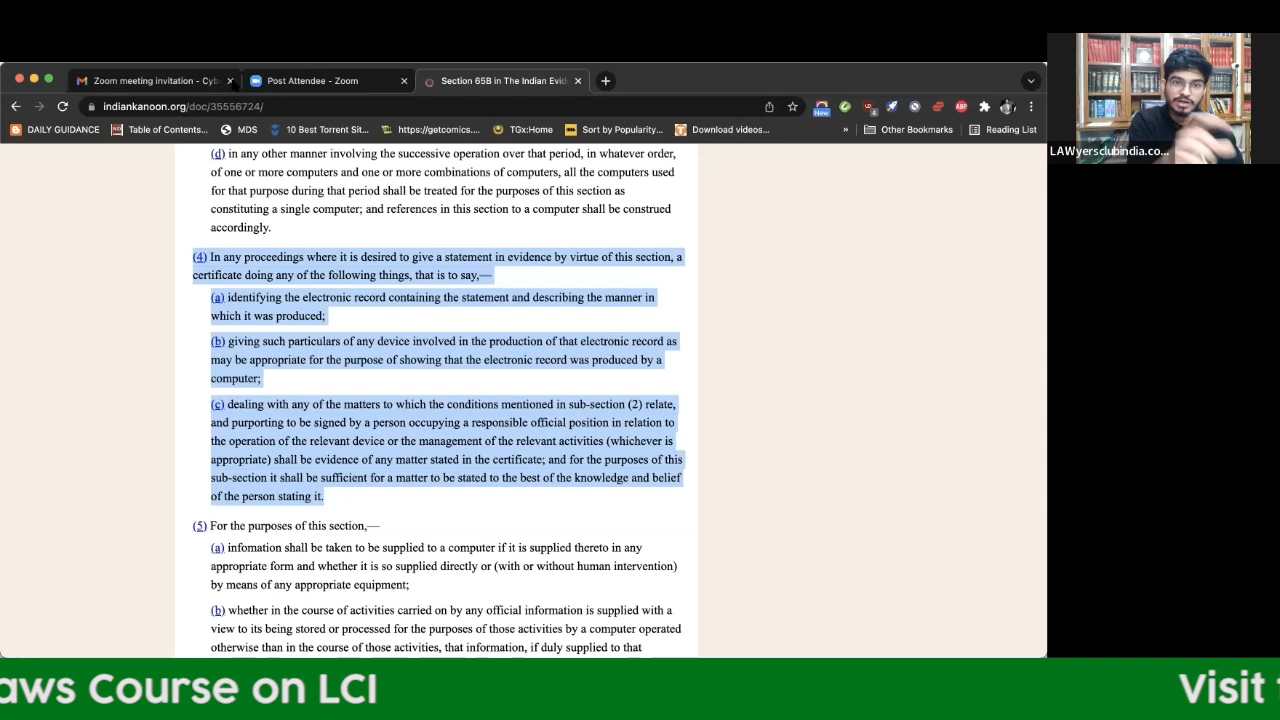 Zoom meeting invitation - Cyb
Post Attendee - Zoom
Section 65B in The Indian Evid
indiankanoon.org/doc/35556724/
New
4
ABP
DAILY GUIDANCE
Table of Contents...
MDS
10 Best Torrent Sit...
https://getcomics....
TGx:Home
Sort by Popularity...
Download videos...
»
Other Bookmarks
Reading List
LAWyersclubindia.co...
(d) in any other manner involving the successive operation over that period, in whatever order,
of one or more computers and one or more combinations of computers, all the computers used
for that purpose during that period shall be treated for the purposes of this section as
constituting a single computer; and references in this section to a computer shall be construed
accordingly.
(4) In any proceedings where it is desired to give a statement in evidence by virtue of this section, a
certificate doing any of the following things, that is to say,—
(a) identifying the electronic record containing the statement and describing the manner in
which it was produced;
(b) giving such particulars of any device involved in the production of that electronic record as
may be appropriate for the purpose of showing that the electronic record was produced by a
computer;
(c) dealing with any of the matters to which the conditions mentioned in sub-section (2) relate,
and purporting to be signed by a person occupying a responsible official position in relation to
the operation of the relevant device or the management of the relevant activities (whichever is
appropriate) shall be evidence of any matter stated in the certificate; and for the purposes of this
sub-section it shall be sufficient for a matter to be stated to the best of the knowledge and belief
of the person stating it.
(5) For the purposes of this section,—
(a) infomation shall be taken to be supplied to a computer if it is supplied thereto in any
appropriate form and whether it is so supplied directly or (with or without human intervention)
by means of any appropriate equipment;
(b) whether in the course of activities carried on by any official information is supplied with a
view to its being stored or processed for the purposes of those activities by a computer operated
otherwise than in the course of those activities, that information, if duly supplied to that
aws Course on LCI
Visit